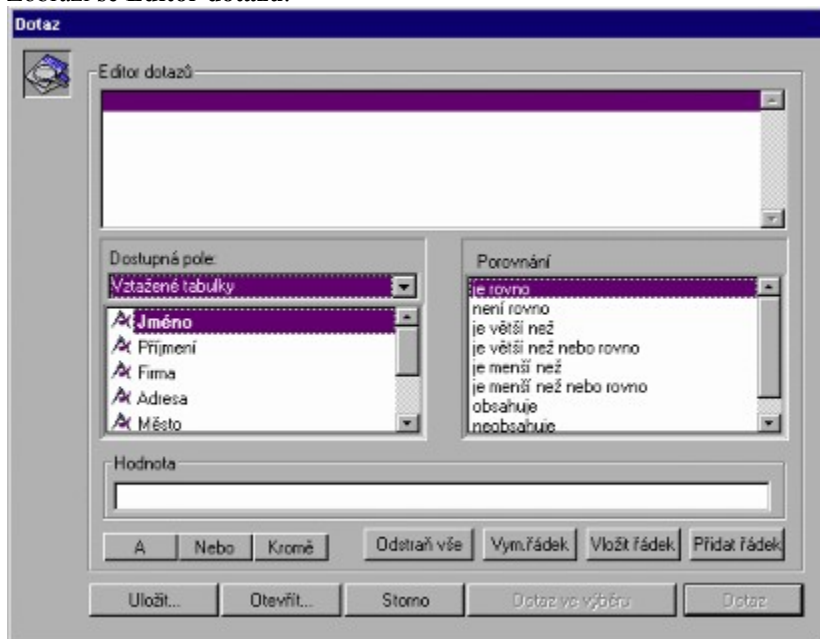 Zobrazí se Editor dotazů.
Dotaz
Editor dotazů
Dostupná pole:
Vztažené tabulky
Jméno
Příjmení
Firma
Adresa
Město
Porovnání
je rovno
není rovno
je větší než
je větší než nebo rovno
je menší než
je menší než nebo rovno
obsahuje
neobsahuje
Hodnota
A Nebo Kromě Odstraň vše Vym.řádek Vložit řádek Přidat řádek
Uložit... Otevřít... Storno Dotaz ve výběru Dotaz